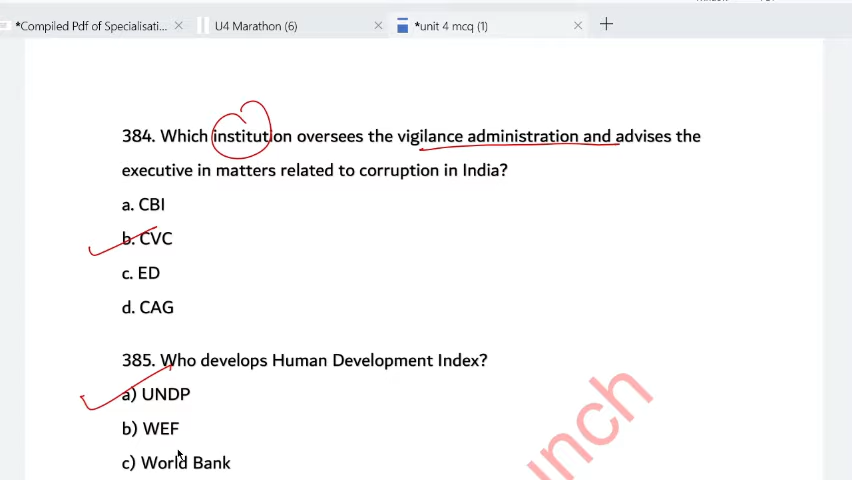 *Compiled Pdf of Specialisati...
U4 Marathon (6)
*unit 4 mcq (1)
384. Which institution oversees the vigilance administration and advises the
executive in matters related to corruption in India?
a. CBI
b. CVC
c. ED
d. CAG
385. Who develops Human Development Index?
a) UNDP
b) WEF
c) World Bank
unch